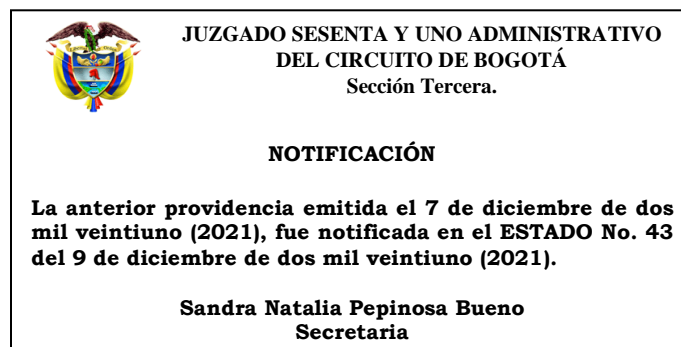 JUZGADO SESENTA Y UNO ADMINISTRATIVO
DEL CIRCUITO DE BOGOTÁ
Sección Tercera.
NOTIFICACIÓN
La anterior providencia emitida el 7 de diciembre de dos
mil veintiuno (2021), fue notificada en el ESTADO No. 43
del 9 de diciembre de dos mil veintiuno (2021).
Sandra Natalia Pepinosa Bueno
Secretaria